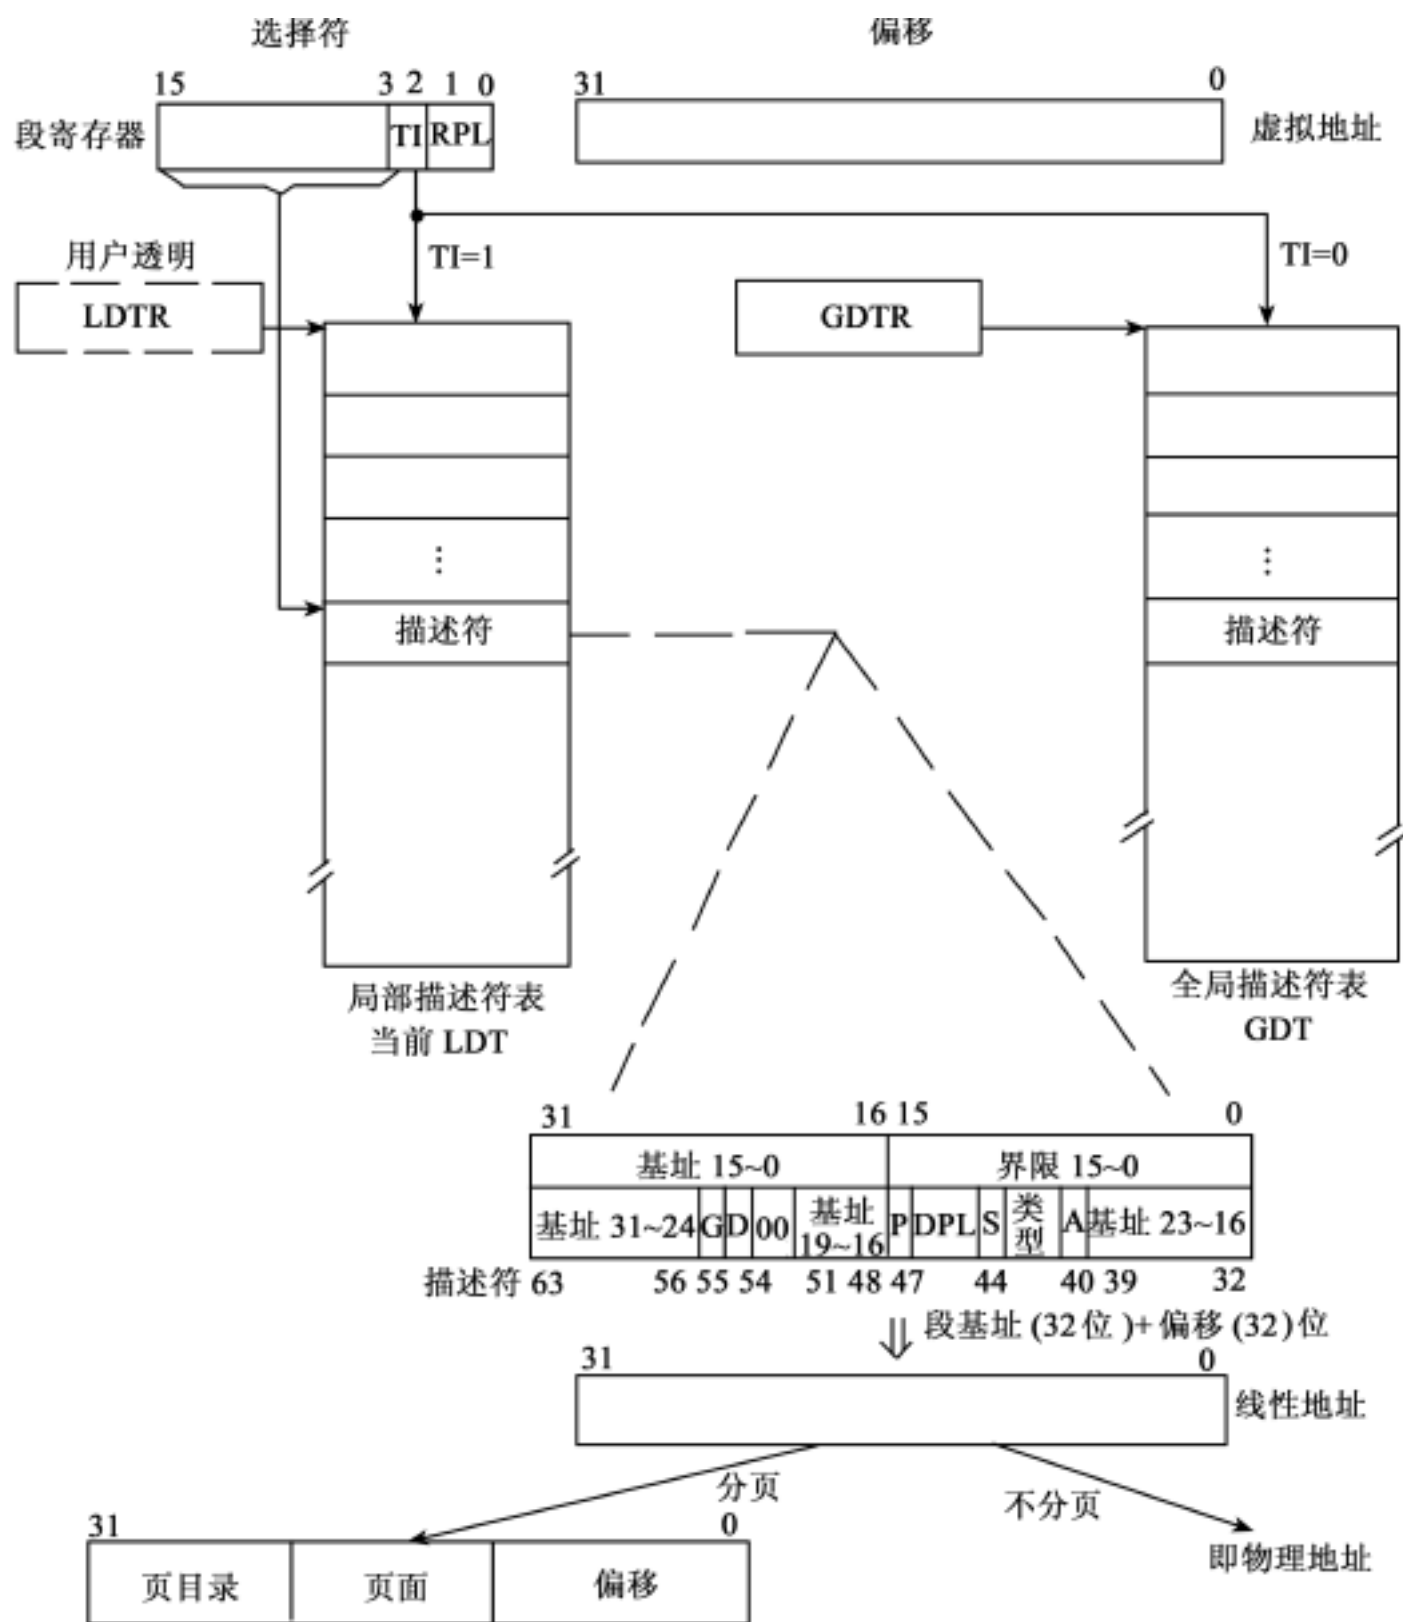 选择符 偏移
15 3 2 1 0 31 0
段寄存器 TI RPL 虚拟地址
用户透明 TI=1 TI=0
LDTR GDTR
⋮ ⋮
描述符 描述符
局部描述符表 全局描述符表
当前 LDT GDT
31 16 15 0
基址 15~0 界限 15~0
基址 31~24 G D 00 基址 19~16 P DPL S 类型 A 基址 23~16
描述符 63 56 55 54 51 48 47 44 40 39 32
段基址 (32位)+偏移 (32)位
31 0
线性地址
分页 不分页
31 0
页目录 页面 偏移 即物理地址